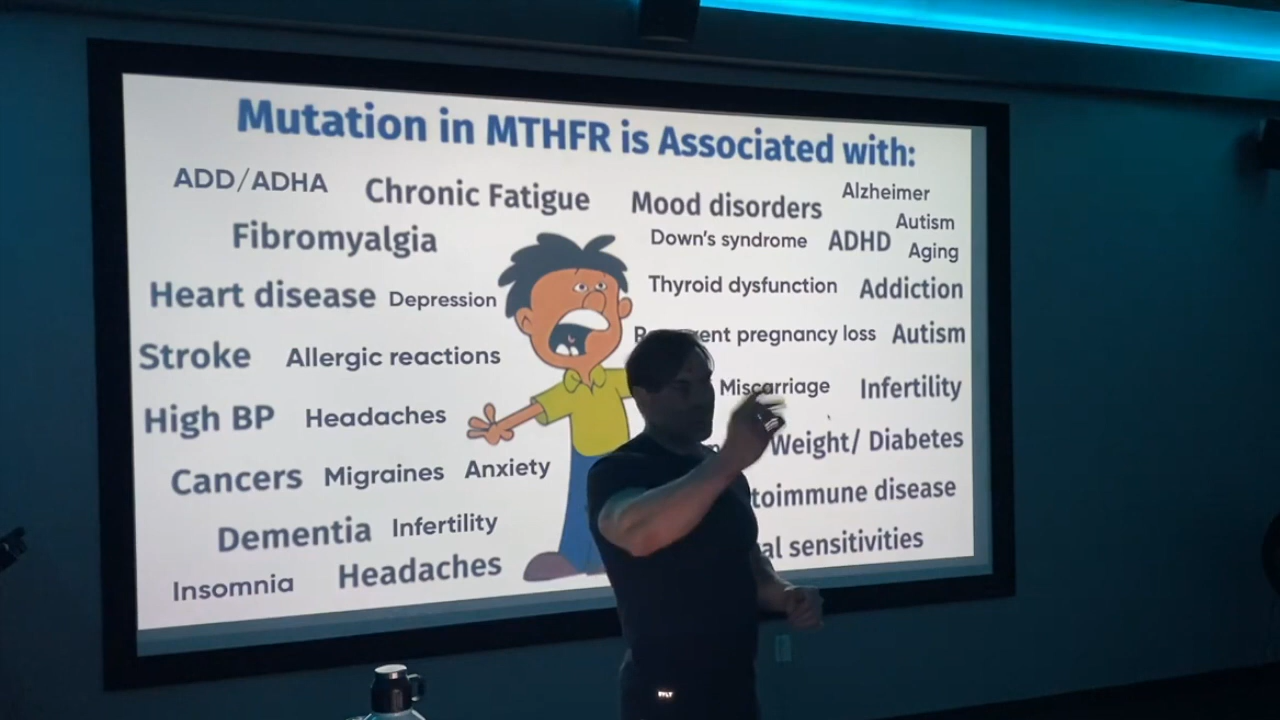 Mutation in MTHFR is Associated with:
ADD/ADHA Chronic Fatigue Mood disorders Alzheimer
Autism
Fibromyalgia Down's syndrome ADHD Aging
Heart disease Depression Thyroid dysfunction Addiction
Stroke Allergic reactions pregnancy loss Autism
High BP Headaches Miscarriage Infertility
Cancers Migraines Anxiety Weight/ Diabetes
Dementia Infertility disease
Insomnia Headaches sensitivities